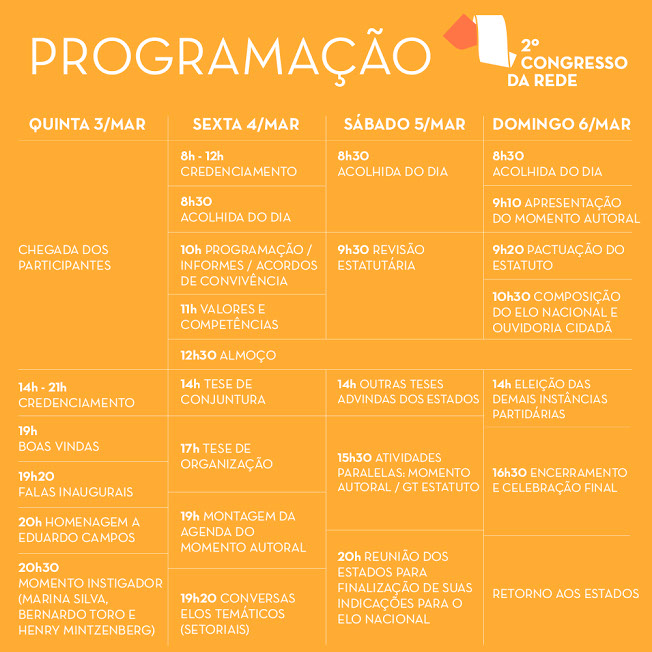 PROGRAMAÇÃO
2º
CONGRESSO
DA REDE
QUINTA 3/MAR
CHEGADA DOS
PARTICIPANTES
14h - 21h
CREDENCIAMENTO
19h
BOAS VINDAS
19h20
FALAS INAUGURAIS
20h HOMENAGEM A
EDUARDO CAMPOS
20h30
MOMENTO INSTIGADOR
(MARINA SILVA,
BERNARDO TORO E
HENRY MINTZENBERG)
SEXTA 4/MAR
8h - 12h
CREDENCIAMENTO
8h30
ACOLHIDA DO DIA
10h PROGRAMAÇÃO /
INFORMES / ACORDOS
DE CONVIVÊNCIA
11h VALORES E
COMPETÊNCIAS
12h30 ALMOÇO
14h TESE DE
CONJUNTURA
17h TESE DE
ORGANIZAÇÃO
19h MONTAGEM DA
AGENDA DO
MOMENTO AUTORAL
19h20 CONVERSAS
ELOS TEMÁTICOS
(SETORIAIS)
SÁBADO 5/MAR
8h30
ACOLHIDA DO DIA
9h30 REVISÃO
ESTATUTÁRIA
14h OUTRAS TESES
ADVINDAS DOS ESTADOS
15h30 ATIVIDADES
PARALELAS: MOMENTO
AUTORAL / GT ESTATUTO
20h REUNIÃO DOS
ESTADOS PARA
FINALIZAÇÃO DE SUAS
INDICAÇÕES PARA O
ELO NACIONAL
DOMINGO 6/MAR
8h30
ACOLHIDA DO DIA
9h10 APRESENTAÇÃO
DO MOMENTO AUTORAL
9h20 PACTUAÇÃO DO
ESTATUTO
10h30 COMPOSIÇÃO
DO ELO NACIONAL E
OUVIDORIA CIDADÃ
14h ELEIÇÃO DAS
DEMAIS INSTÂNCIAS
PARTIDÁRIAS
16h30 ENCERRAMENTO
E CELEBRAÇÃO FINAL
RETORNO AOS ESTADOS